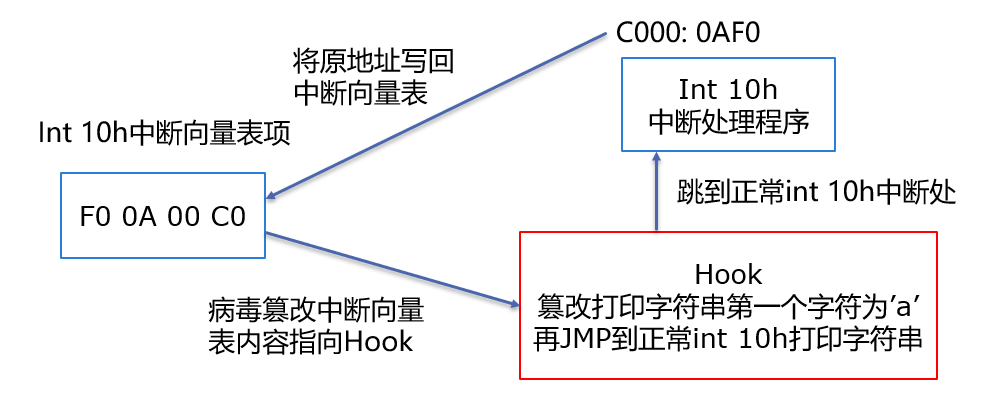 C000: 0AF0
将原地址写回
中断向量表
Int 10h
中断处理程序
Int 10h中断向量表项
F0 0A 00 C0
跳到正常int 10h中断处
病毒篡改中断向量
表内容指向Hook
Hook
篡改打印字符串第一个字符为’a’
再JMP到正常int 10h打印字符串